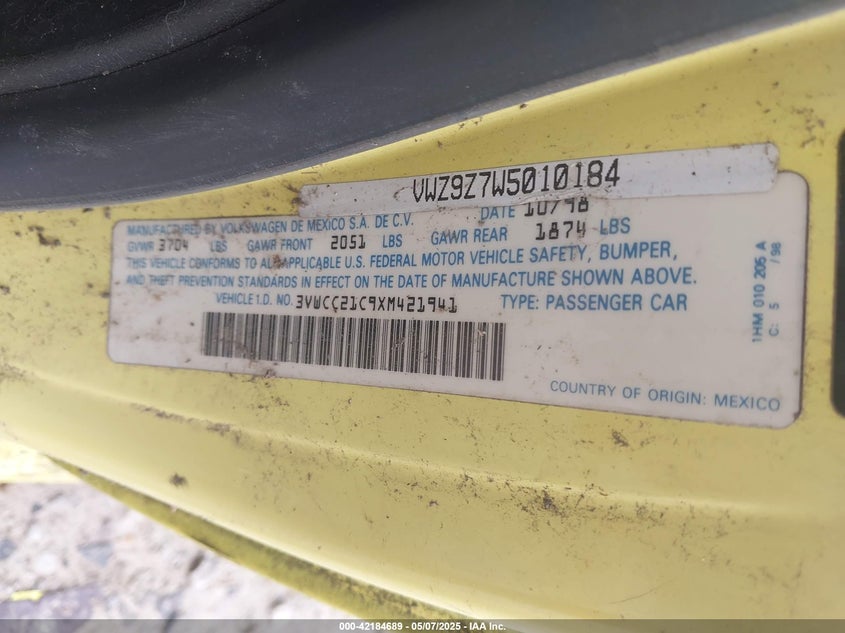 VWZ9Z7W5010184
MANUFACTURED BY VOLKSWAGEN DE MEXICO S.A. DE C.V. DATE 10/98
GVWR 3704 LBS GAWR FRONT 2051 LBS GAWR REAR 1874 LBS
THIS VEHICLE CONFORMS TO ALL APPLICABLE U.S. FEDERAL MOTOR VEHICLE SAFETY, BUMPER,
AND THEFT PREVENTION STANDARDS IN EFFECT ON THE DATE OF MANUFACTURE SHOWN ABOVE.
VEHICLE I.D. NO. 3VWCC21C9XM421941 TYPE: PASSENGER CAR
COUNTRY OF ORIGIN: MEXICO
1HM 010 205 A
C: 5 / 98
000-42184689 - 05/07/2025 - IAA Inc.